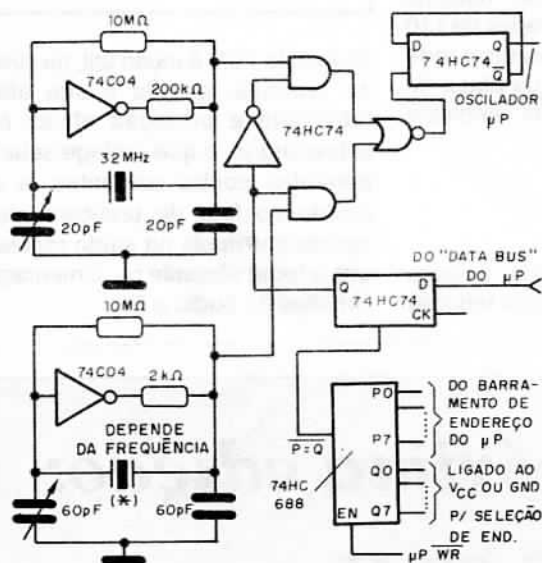 10MΩ
74C04
200kΩ
32MHz
20pF
20pF
74HC74
D
Q
74HC74
Q
OSCILADOR
µP
10MΩ
74C04
2kΩ
DEPENDE
DA FREQUÊNCIA
(*)
60pF
60pF
Q
D
74HC74
CK
DO "DATA BUS"
DO µP
P=Q
74HC
688
EN
P0
P7
Q0
Q7
DO BARRA-
MENTO DE
ENDEREÇO
DO µP
LIGADO AO
VCC OU GND
P/ SELEÇÃO
DE END.
µP WR